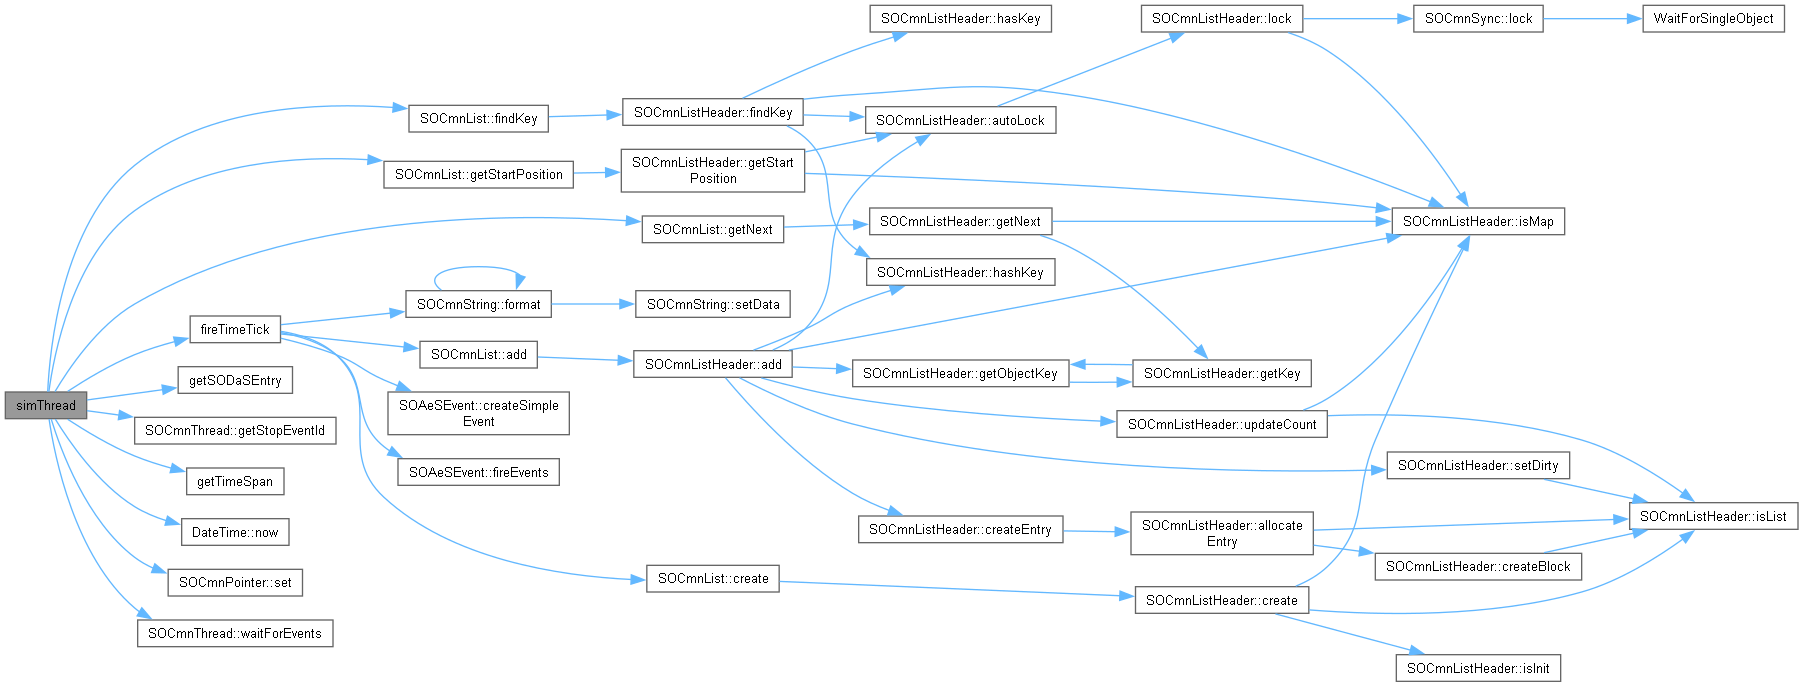 SOCmnListHeader::hasKey
SOCmnListHeader::lock
SOCmnSync::lock
WaitForSingleObject
SOCmnList::findKey
SOCmnListHeader::findKey
SOCmnListHeader::autoLock
SOCmnList::getStartPosition
SOCmnListHeader::getStart
Position
SOCmnList::getNext
SOCmnListHeader::getNext
SOCmnListHeader::isMap
SOCmnListHeader::hashKey
SOCmnString::format
SOCmnString::setData
fireTimeTick
SOCmnList::add
SOCmnListHeader::add
SOCmnListHeader::getObjectKey
SOCmnListHeader::getKey
getSODaSEntry
simThread
SOAeSEvent::createSimple
Event
SOCmnThread::getStopEventId
SOCmnListHeader::updateCount
SOAeSEvent::fireEvents
SOCmnListHeader::setDirty
getTimeSpan
DateTime::now
SOCmnListHeader::createEntry
SOCmnListHeader::allocate
Entry
SOCmnListHeader::isList
SOCmnListHeader::createBlock
SOCmnPointer::set
SOCmnList::create
SOCmnListHeader::create
SOCmnThread::waitForEvents
SOCmnListHeader::isInit